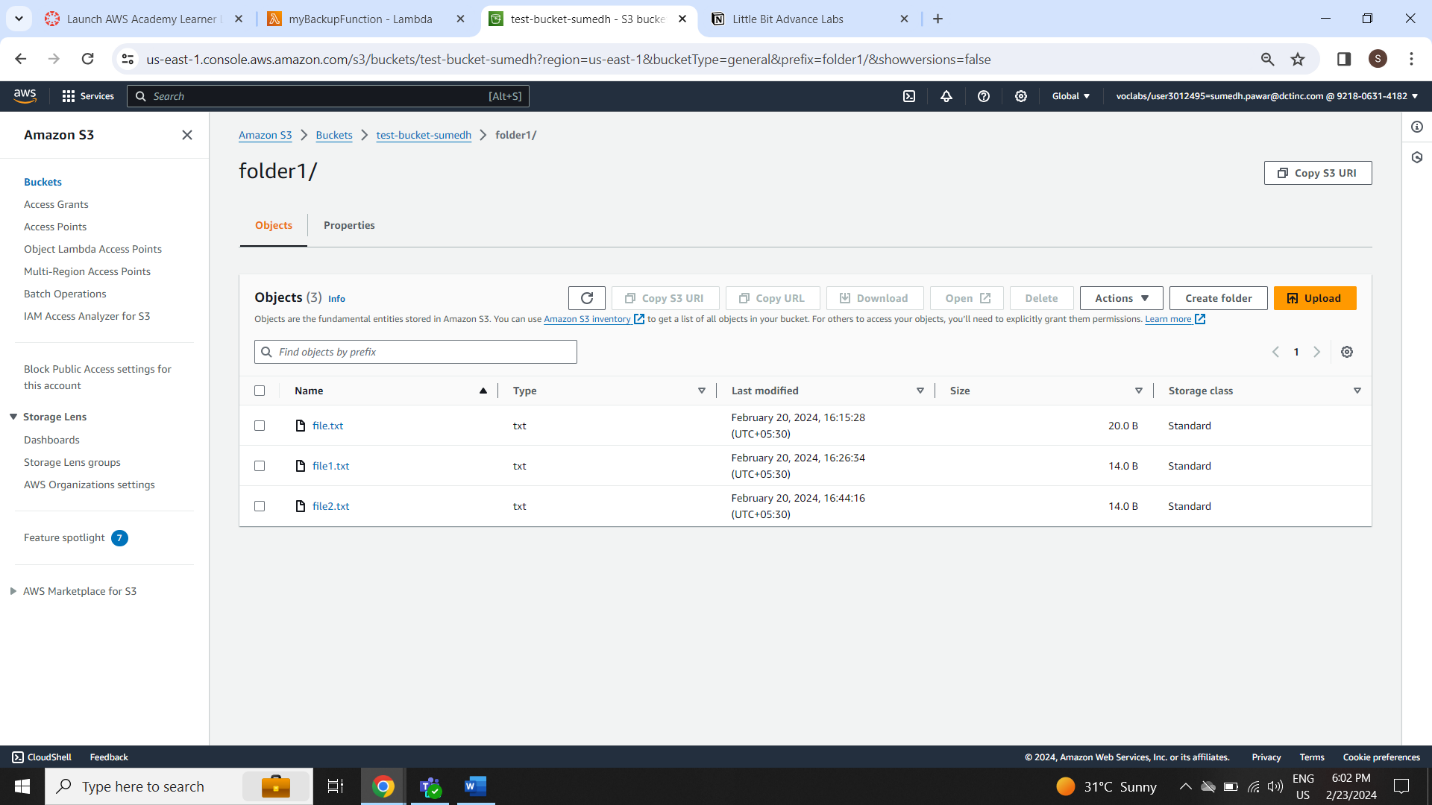 Launch AWS Academy Learner
myBackupFunction - Lambda
test-bucket-sumedh - S3 bucke
Little Bit Advance Labs
us-east-1.console.aws.amazon.com/s3/buckets/test-bucket-sumedh?region=us-east-1&bucketType=general&prefix=folder1/&showversions=false
S
aws
Services
Search
[Alt+S]
Global
voclabs/user3012495=sumedh.pawar@dctinc.com @ 9218-0631-4182
Amazon S3
Buckets
Access Grants
Access Points
Object Lambda Access Points
Multi-Region Access Points
Batch Operations
IAM Access Analyzer for S3
Block Public Access settings for
this account
Storage Lens
Dashboards
Storage Lens groups
AWS Organizations settings
Feature spotlight 7
AWS Marketplace for S3
Amazon S3 > Buckets > test-bucket-sumedh > folder1/
folder1/
Copy S3 URI
Objects
Properties
Objects (3) Info
Copy S3 URI
Copy URL
Download
Open
Delete
Actions
Create folder
Upload
Objects are the fundamental entities stored in Amazon S3. You can use Amazon S3 inventory to get a list of all objects in your bucket. For others to access your objects, you'll need to explicitly grant them permissions. Learn more
Find objects by prefix
1
Name Type Last modified Size Storage class
file.txt txt February 20, 2024, 16:15:28 20.0 B Standard
(UTC+05:30)
file1.txt txt February 20, 2024, 16:26:34 14.0 B Standard
(UTC+05:30)
file2.txt txt February 20, 2024, 16:44:16 14.0 B Standard
(UTC+05:30)
CloudShell
Feedback
© 2024, Amazon Web Services, Inc. or its affiliates.
Privacy
Terms
Cookie preferences
Type here to search
31°C Sunny
ENG
US
6:02 PM
2/23/2024